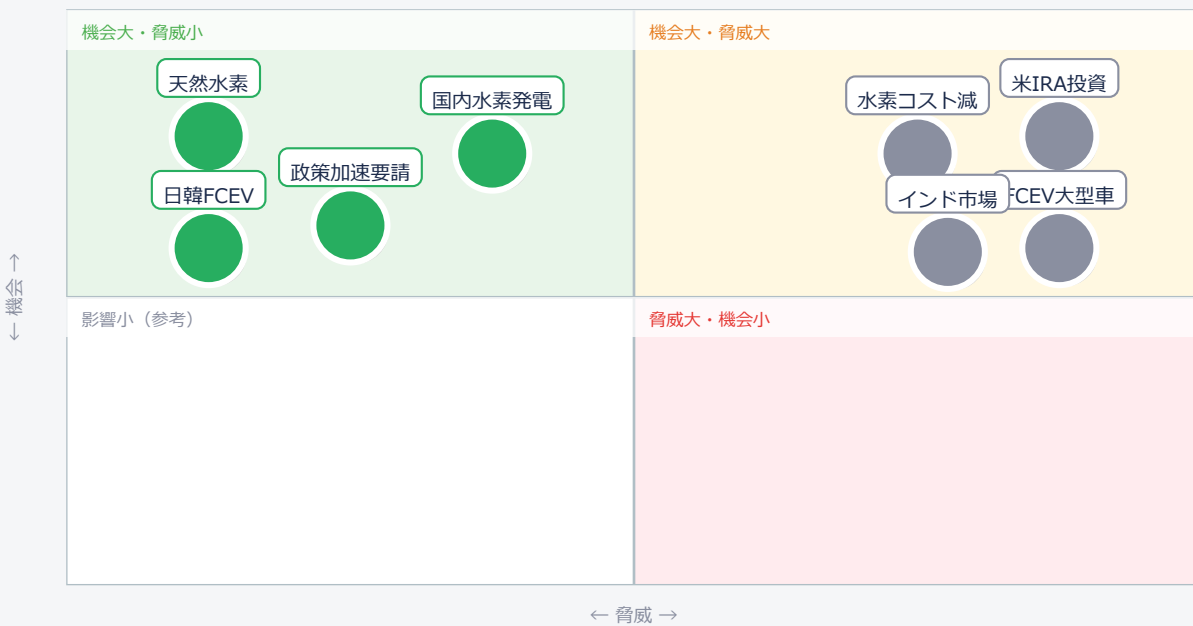 機会大・脅威小
機会大・脅威大
天然水素
国内水素発電
政策加速要請
日韓FCEV
水素コスト減
米IRA投資
インド市場
FCEV大型車
影響小（参考）
脅威大・機会小
← 機会 →
← 脅威 →